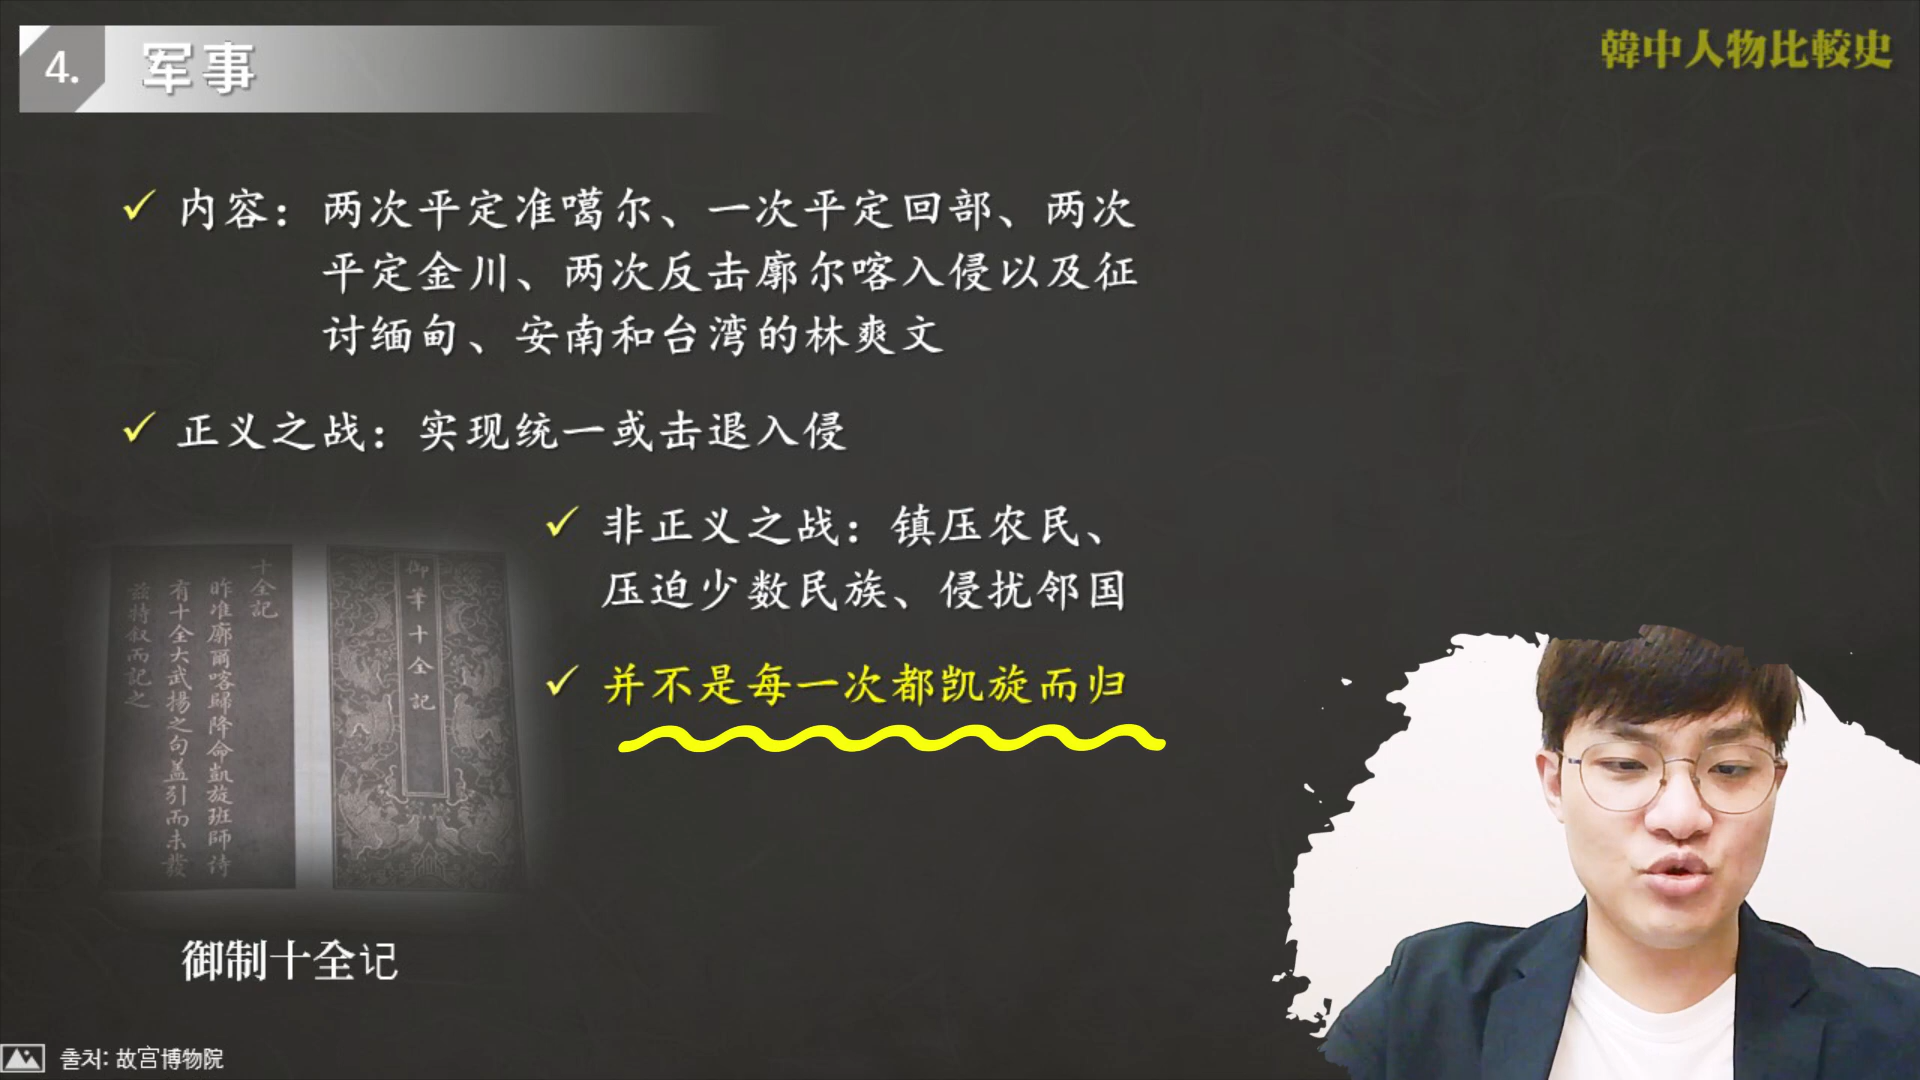 4. 军事
韓中人物比較史
内容：两次平定准噶尔、一次平定回部、两次
平定金川、两次反击廓尔喀入侵以及征
讨缅甸、安南和台湾的林爽文
正义之战：实现统一或击退入侵
非正义之战：镇压农民、
压迫少数民族、侵扰邻国
并不是每一次都凯旋而归
御筆十全記
十全記
昨准廓爾喀歸降命凱旋班師詩
有十全大武揚之句蓋引而未發
兹特叙而記之
御制十全记
출처: 故宫博物院